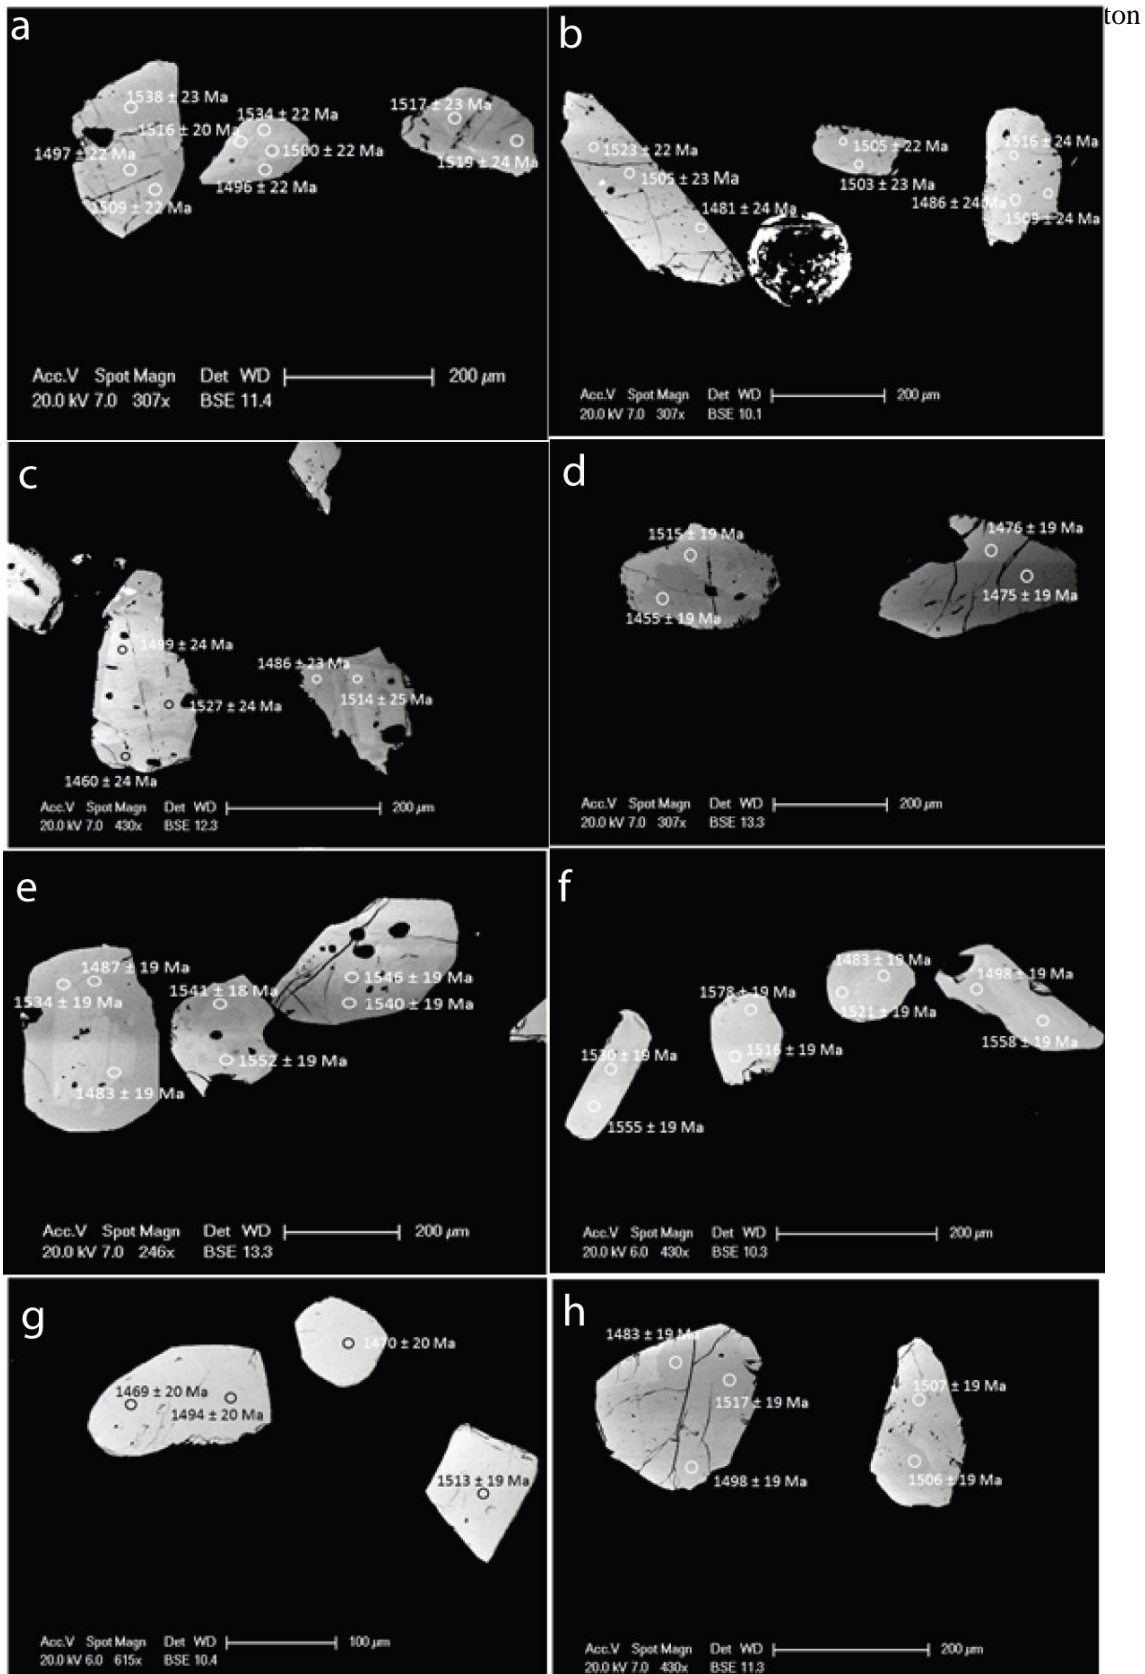 ton
a
1538 ± 23 Ma
1516 ± 20 Ma
1497 ± 22 Ma
1509 ± 22 Ma
1534 ± 22 Ma
1500 ± 22 Ma
1496 ± 22 Ma
1517 ± 23 Ma
1519 ± 24 Ma
Acc.V Spot Magn Det WD 200 µm
20.0 kV 7.0 307x BSE 11.4
b
1523 ± 22 Ma
1505 ± 23 Ma
1481 ± 24 Ma
1505 ± 22 Ma
1503 ± 23 Ma
1516 ± 24 Ma
1486 ± 24 Ma
1509 ± 24 Ma
Acc.V Spot Magn Det WD 200 µm
20.0 kV 7.0 307x BSE 10.1
c
1499 ± 24 Ma
1527 ± 24 Ma
1460 ± 24 Ma
1486 ± 23 Ma
1514 ± 25 Ma
Acc.V Spot Magn Det WD 200 µm
20.0 kV 7.0 430x BSE 12.3
d
1515 ± 19 Ma
1455 ± 19 Ma
1476 ± 19 Ma
1475 ± 19 Ma
Acc.V Spot Magn Det WD 200 µm
20.0 kV 7.0 307x BSE 13.3
e
1487 ± 19 Ma
1534 ± 19 Ma
1483 ± 19 Ma
1541 ± 18 Ma
1552 ± 19 Ma
1546 ± 19 Ma
1540 ± 19 Ma
Acc.V Spot Magn Det WD 200 µm
20.0 kV 7.0 246x BSE 13.3
f
1530 ± 19 Ma
1555 ± 19 Ma
1578 ± 19 Ma
1516 ± 19 Ma
1483 ± 19 Ma
1521 ± 19 Ma
1498 ± 19 Ma
1558 ± 19 Ma
Acc.V Spot Magn Det WD 200 µm
20.0 kV 6.0 430x BSE 10.3
g
1470 ± 20 Ma
1469 ± 20 Ma
1494 ± 20 Ma
1513 ± 19 Ma
Acc.V Spot Magn Det WD 100 µm
20.0 kV 6.0 615x BSE 10.4
h
1483 ± 19 Ma
1517 ± 19 Ma
1498 ± 19 Ma
1507 ± 19 Ma
1506 ± 19 Ma
Acc.V Spot Magn Det WD 200 µm
20.0 kV 7.0 430x BSE 11.3